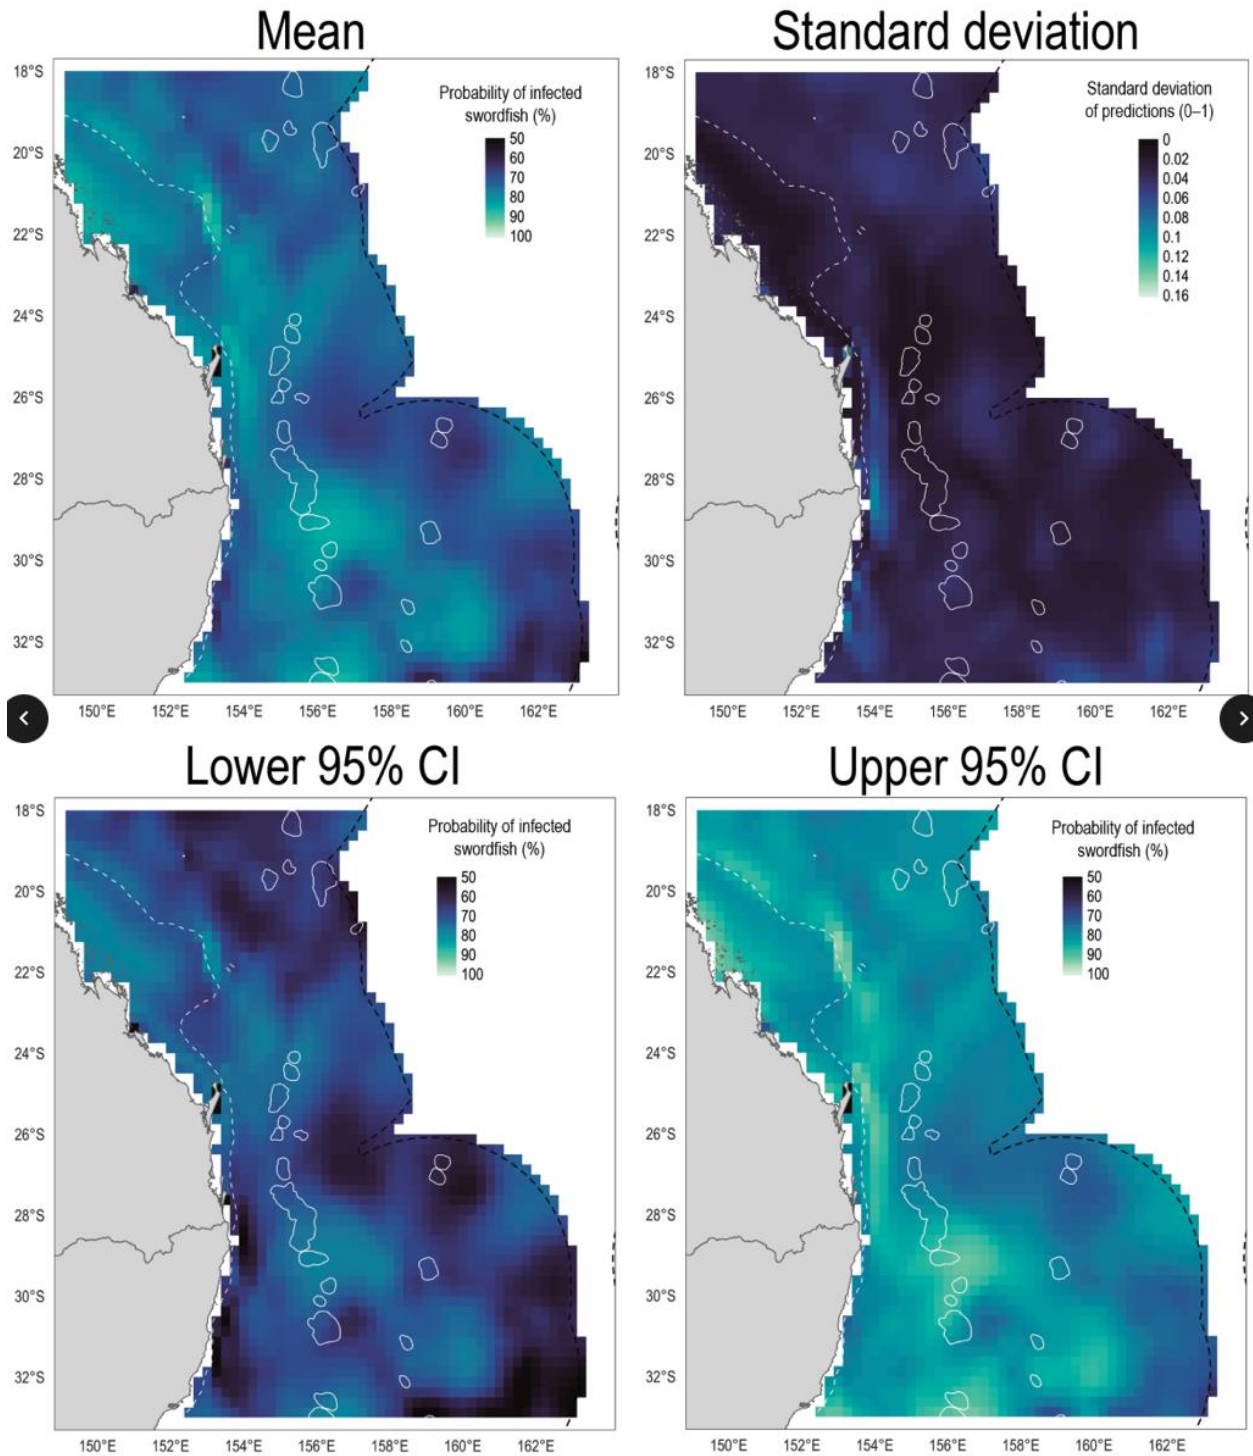 Mean
Standard deviation
18°S
20°S
22°S
24°S
26°S
28°S
30°S
32°S
Probability of infected
swordfish (%)
50
60
70
80
90
100
150°E 152°E 154°E 156°E 158°E 160°E 162°E
18°S
20°S
22°S
24°S
26°S
28°S
30°S
32°S
Standard deviation
of predictions (0–1)
0
0.02
0.04
0.06
0.08
0.1
0.12
0.14
0.16
150°E 152°E 154°E 156°E 158°E 160°E 162°E
Lower 95% CI
Upper 95% CI
18°S
20°S
22°S
24°S
26°S
28°S
30°S
32°S
Probability of infected
swordfish (%)
50
60
70
80
90
100
150°E 152°E 154°E 156°E 158°E 160°E 162°E
18°S
20°S
22°S
24°S
26°S
28°S
30°S
32°S
Probability of infected
swordfish (%)
50
60
70
80
90
100
150°E 152°E 154°E 156°E 158°E 160°E 162°E